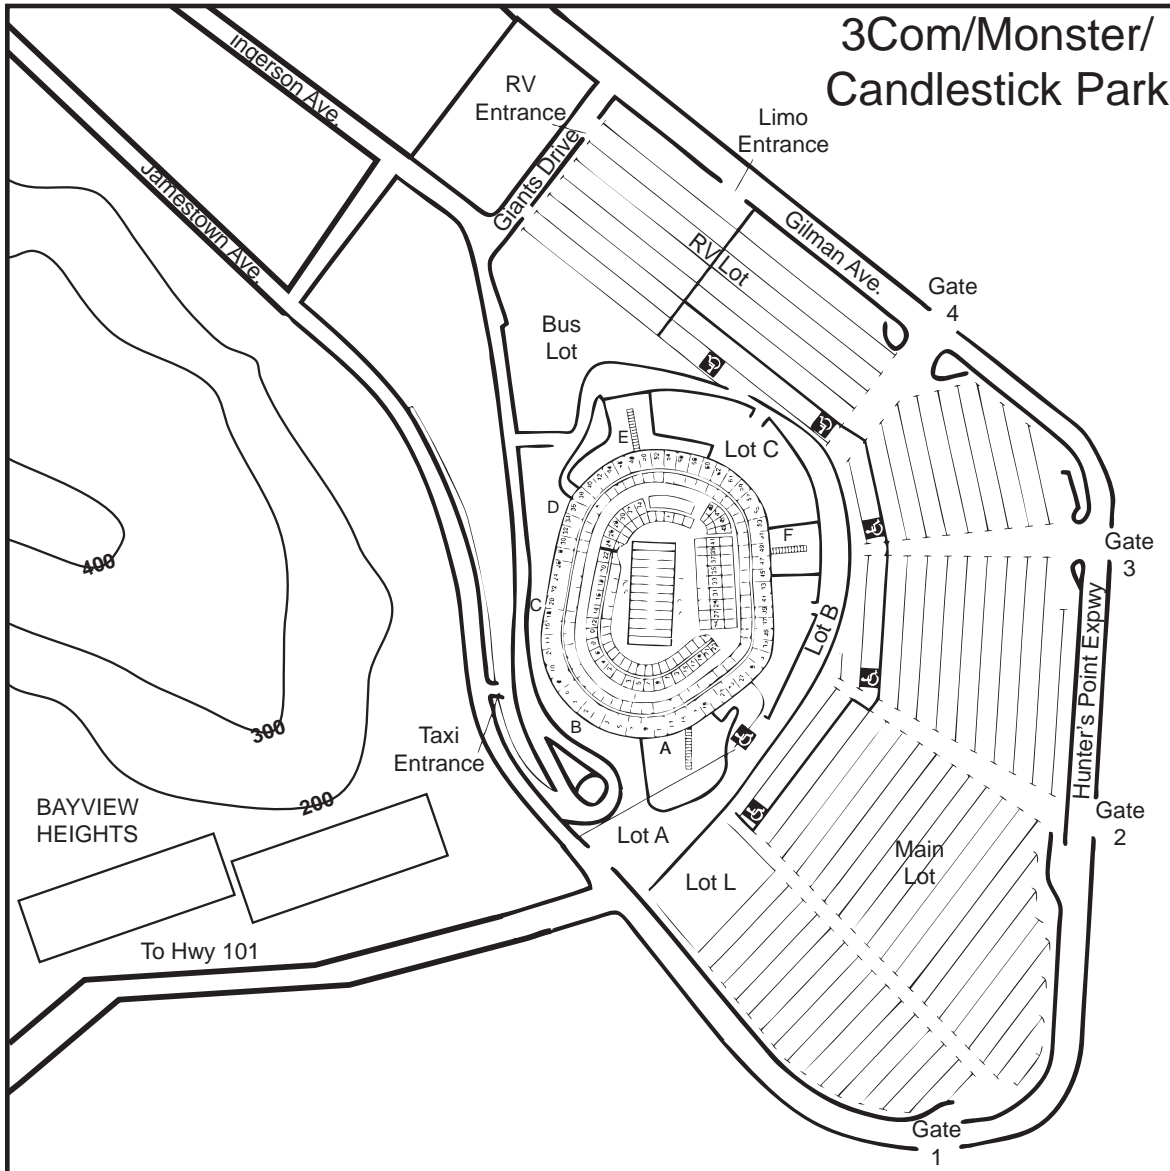 3Com/Monster/
Candlestick Park
Ingerson Ave.
RV
Entrance
Limo
Entrance
Giants Drive
Jamestown Ave.
Gilman Ave.
RV Lot
Gate
4
Bus
Lot
E
Lot C
D
F
Gate
3
400
C
Lot B
Hunter's Point Expwy
300
B
A
Taxi
Entrance
200
BAYVIEW
HEIGHTS
Gate
2
Lot A
Main
Lot
Lot L
To Hwy 101
Gate
1